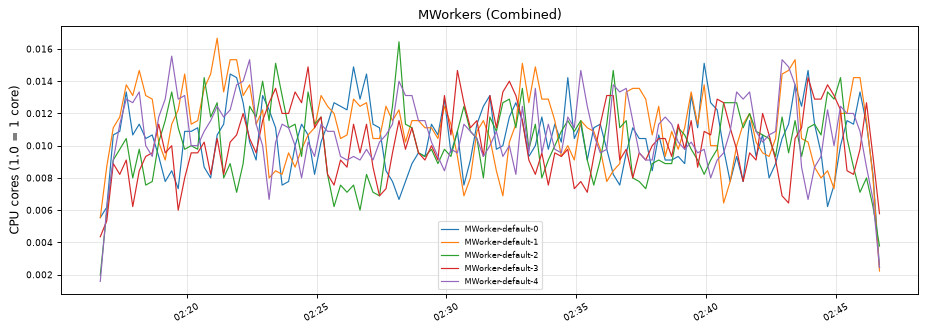 MWorkers (Combined)
CPU cores (1.0 = 1 core)
0.016
0.014
0.012
0.010
0.008
0.006
0.004
0.002
MWorker-default-0
MWorker-default-1
MWorker-default-2
MWorker-default-3
MWorker-default-4
02:20
02:25
02:30
02:35
02:40
02:45